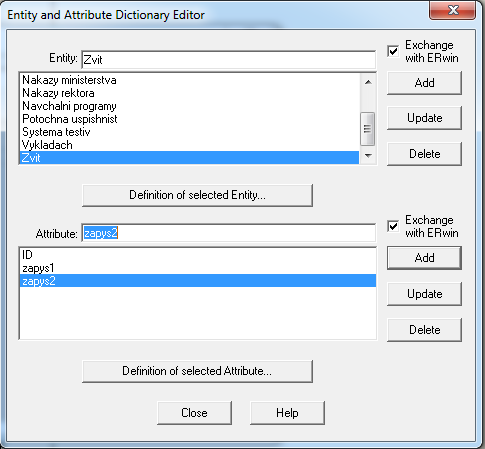 Entity and Attribute Dictionary Editor
Entity: Zvit
Exchange with ERwin
Nakazy ministerstva
Nakazy rektora
Navchalni programy
Potochna uspishnist
Systema testiv
Vykladach
Zvit
Add
Update
Delete
Definition of selected Entity...
Attribute: zapys2
Exchange with ERwin
ID
zapys1
zapys2
Add
Update
Delete
Definition of selected Attribute...
Close
Help